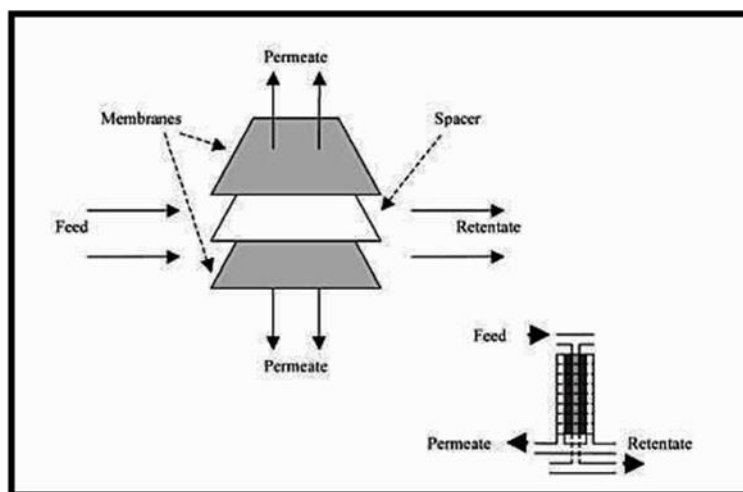 Permeate
Membranes
Spacer
Feed
Retentate
Permeate
Feed
Permeate
Retentate